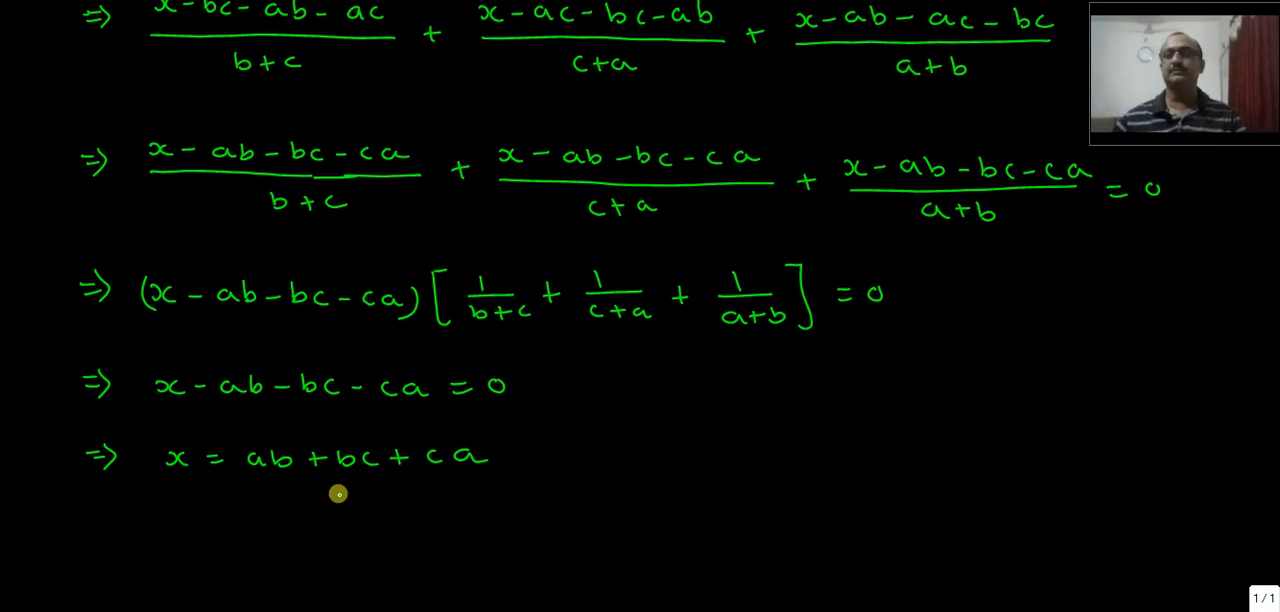 ⇒ x - bc - ab - ac / b + c + x - ac - bc - ab / c + a + x - ab - ac - bc / a + b
⇒ x - ab - bc - ca / b + c + x - ab - bc - ca / c + a + x - ab - bc - ca / a + b = 0
⇒ (x - ab - bc - ca) [ 1 / b + c + 1 / c + a + 1 / a + b ] = 0
⇒ x - ab - bc - ca = 0
⇒ x = ab + bc + ca
1 / 1